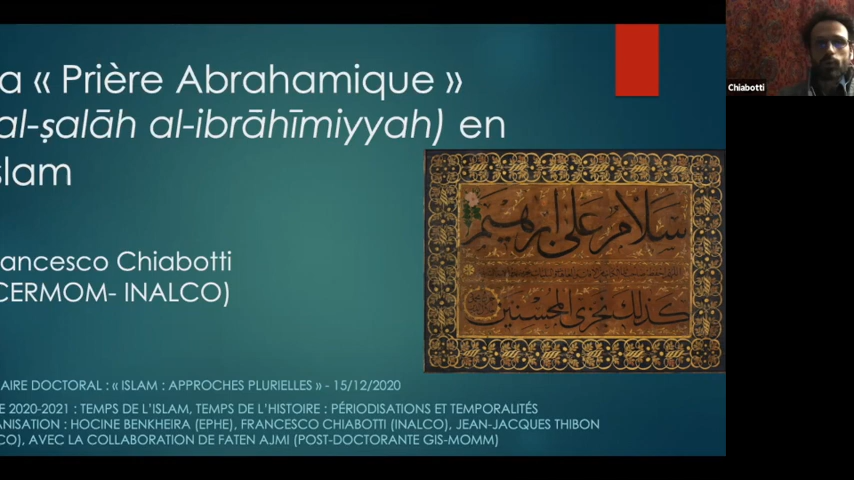 a « Prière Abrahamique »
al-ṣalāh al-ibrāhīmiyyah) en
slam
ancesco Chiabotti
CERMOM- INALCO)
AIRE DOCTORAL : « ISLAM : APPROCHES PLURIELLES » - 15/12/2020
E 2020-2021 : TEMPS DE L'ISLAM, TEMPS DE L'HISTOIRE : PÉRIODISATIONS ET TEMPORALITÉS
ANISATION : HOCINE BENKHEIRA (EPHE), FRANCESCO CHIABOTTI (INALCO), JEAN-JACQUES THIBON
CO), AVEC LA COLLABORATION DE FATEN AJMI (POST-DOCTORANTE GIS-MOMM)
سلام على ابرهيم
كذلك نجزى المحسنين
Chiabotti